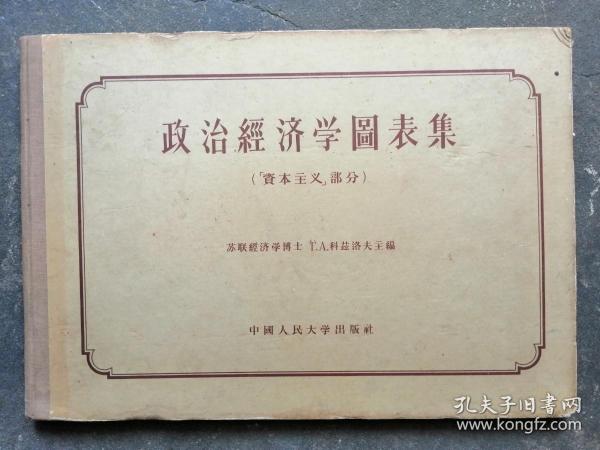 政治經济学圖表集
（「資本主义」部分）
苏联經济学博士 Г.А.科茲洛夫主編
中國人民大学出版社
孔夫子旧書网
www.kongfz.com